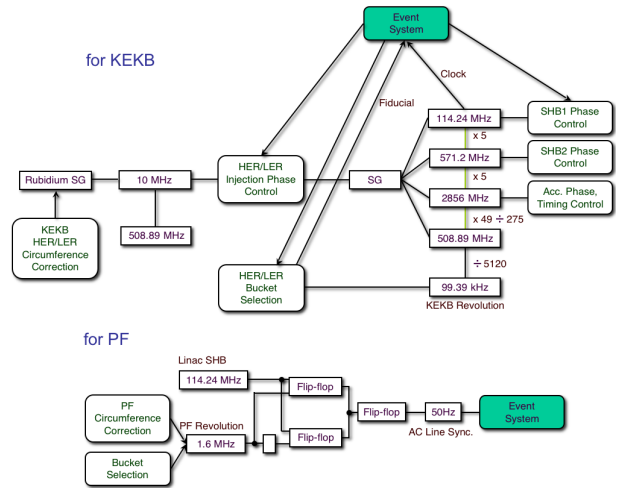 Event
System
for KEKB
Clock
Fiducial
114.24 MHz
SHB1 Phase
Control
x 5
HER/LER
Injection Phase
Control
571.2 MHz
SHB2 Phase
Control
Rubidium SG
10 MHz
SG
x 5
2856 MHz
Acc. Phase,
Timing Control
x 49 ÷ 275
KEKB
HER/LER
Circumference
Correction
508.89 MHz
508.89 MHz
÷ 5120
HER/LER
Bucket
Selection
99.39 kHz
KEKB Revolution
for PF
Linac SHB
114.24 MHz
Flip-flop
PF
Circumference
Correction
PF Revolution
1.6 MHz
Flip-flop
Flip-flop
50Hz
AC Line Sync.
Event
System
Bucket
Selection